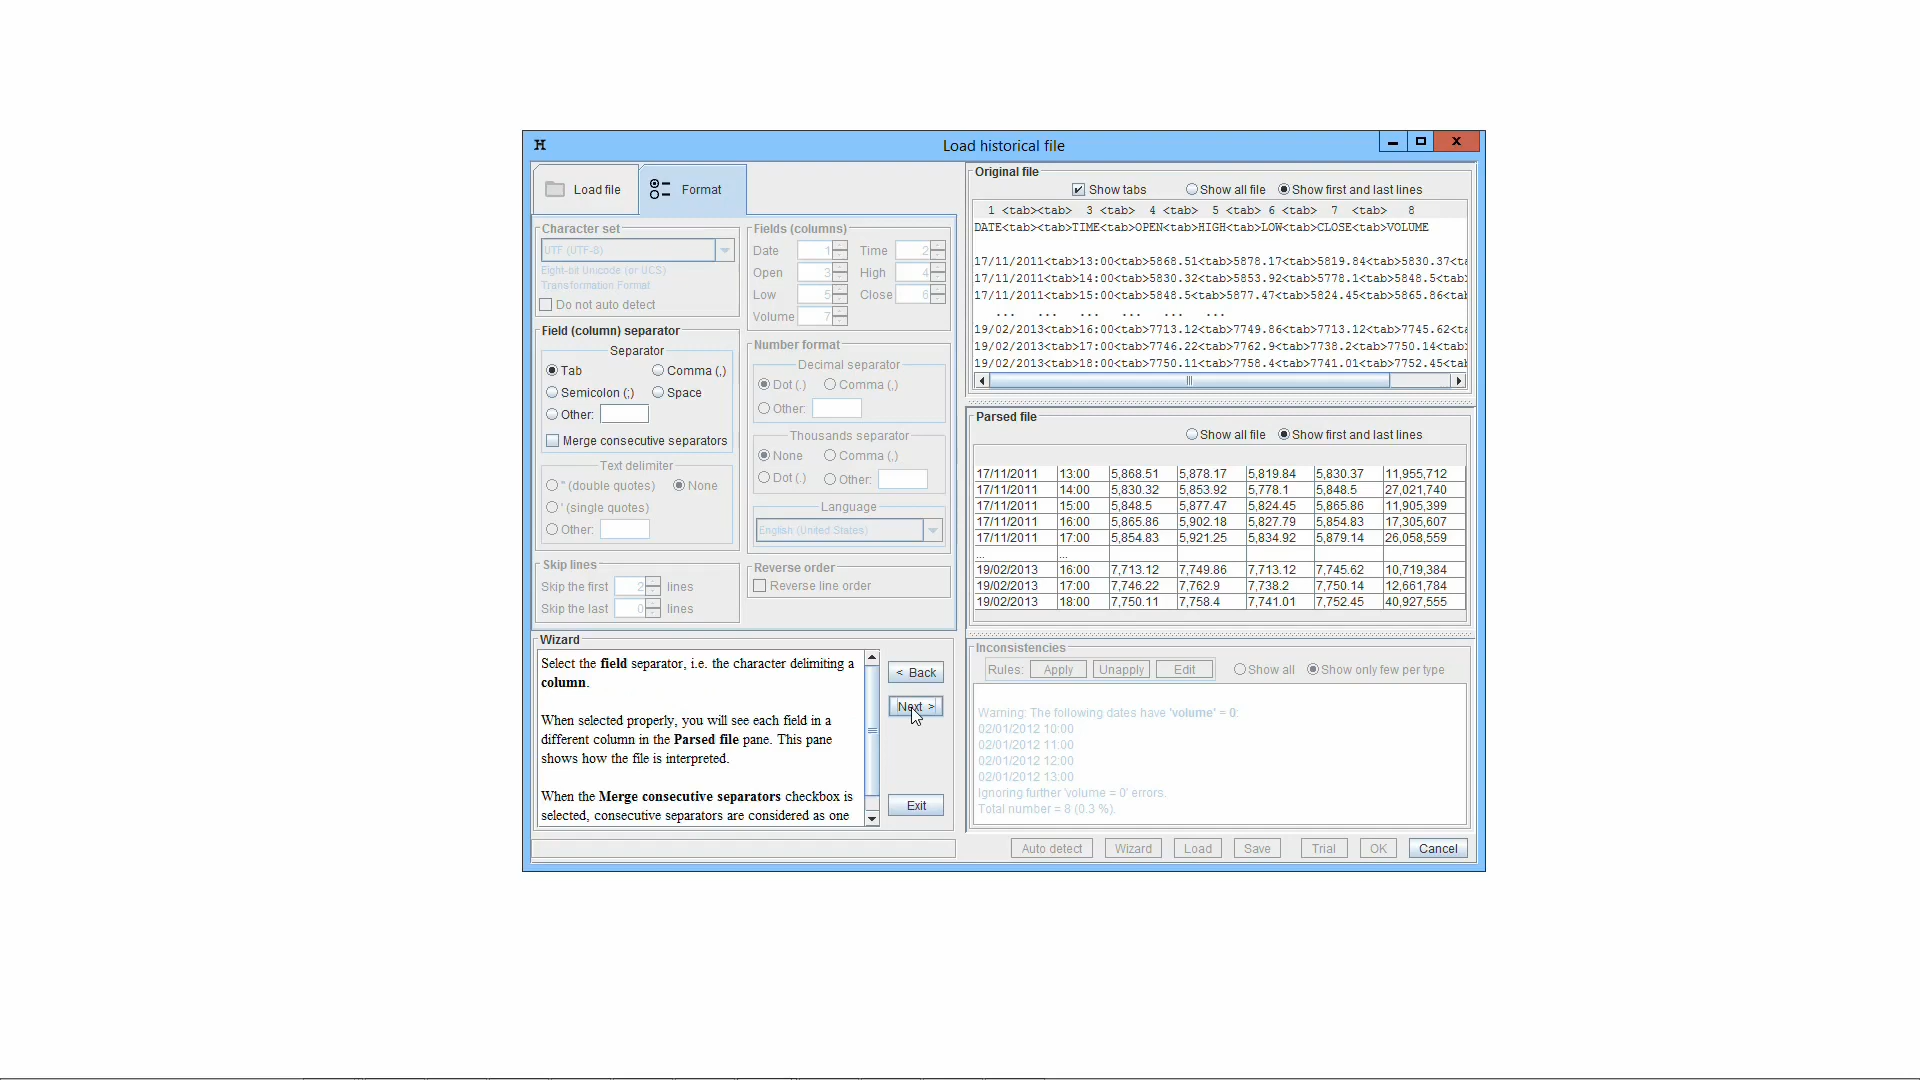 H
Load historical file
Load file
Format
Character set
UTF (UTF-8)
Eight-bit Unicode (or UCS)
Transformation Format
Do not auto detect
Field (column) separator
Separator
Tab Comma (,)
Semicolon (;) Space
Other:
Merge consecutive separators
Text delimiter
" (double quotes) None
' (single quotes)
Other:
Skip lines
Skip the first 2 lines
Skip the last 0 lines
Fields (columns)
Date 1 Time 2
Open 3 High 4
Low 5 Close 6
Volume 7
Number format
Decimal separator
Dot (.) Comma (,)
Other:
Thousands separator
None Comma (,)
Dot (.) Other:
Language
English (United States)
Reverse order
Reverse line order
Wizard
Select the field separator, i.e. the character delimiting a
column.
When selected properly, you will see each field in a
different column in the Parsed file pane. This pane
shows how the file is interpreted.
When the Merge consecutive separators checkbox is
selected, consecutive separators are considered as one
< Back
Next >
Exit
Original file
Show tabs Show all file Show first and last lines
1 <tab><tab> 3 <tab> 4 <tab> 5 <tab> 6 <tab> 7 <tab> 8
DATE<tab><tab>TIME<tab>OPEN<tab>HIGH<tab>LOW<tab>CLOSE<tab>VOLUME
17/11/2011<tab>13:00<tab>5868.51<tab>5878.17<tab>5819.84<tab>5830.37<ta
17/11/2011<tab>14:00<tab>5830.32<tab>5853.92<tab>5778.1<tab>5848.5<tab>
17/11/2011<tab>15:00<tab>5848.5<tab>5877.47<tab>5824.45<tab>5865.86<tab
... ... ... ... ... ...
19/02/2013<tab>16:00<tab>7713.12<tab>7749.86<tab>7713.12<tab>7745.62<ta
19/02/2013<tab>17:00<tab>7746.22<tab>7762.9<tab>7738.2<tab>7750.14<tab>
19/02/2013<tab>18:00<tab>7750.11<tab>7758.4<tab>7741.01<tab>7752.45<tab
Parsed file
Show all file Show first and last lines
17/11/2011 13:00 5,868.51 5,878.17 5,819.84 5,830.37 11,955,712
17/11/2011 14:00 5,830.32 5,853.92 5,778.1 5,848.5 27,021,740
17/11/2011 15:00 5,848.5 5,877.47 5,824.45 5,865.86 11,905,399
17/11/2011 16:00 5,865.86 5,902.18 5,827.79 5,854.83 17,305,607
17/11/2011 17:00 5,854.83 5,921.25 5,834.92 5,879.14 26,058,559
... ...
19/02/2013 16:00 7,713.12 7,749.86 7,713.12 7,745.62 10,719,384
19/02/2013 17:00 7,746.22 7,762.9 7,738.2 7,750.14 12,661,784
19/02/2013 18:00 7,750.11 7,758.4 7,741.01 7,752.45 40,927,555
Inconsistencies
Rules: Apply Unapply Edit Show all Show only few per type
Warning: The following dates have 'volume' = 0:
02/01/2012 10:00
02/01/2012 11:00
02/01/2012 12:00
02/01/2012 13:00
Ignoring further 'volume = 0' errors.
Total number = 8 (0.3 %).
Auto detect Wizard Load Save Trial OK Cancel